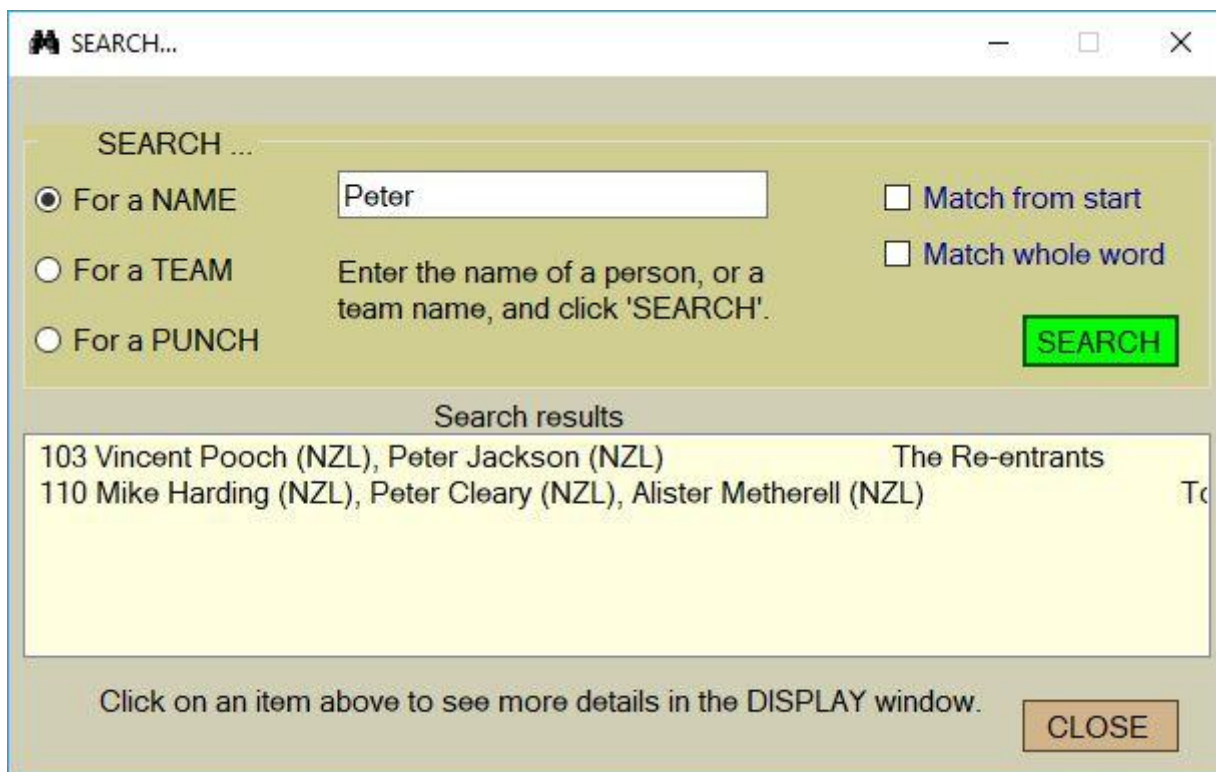 SEARCH...
SEARCH ...
For a NAME
Peter
Match from start
For a TEAM
Enter the name of a person, or a
team name, and click 'SEARCH'.
Match whole word
For a PUNCH
SEARCH
Search results
103 Vincent Pooch (NZL), Peter Jackson (NZL) The Re-entrants
110 Mike Harding (NZL), Peter Cleary (NZL), Alister Metherell (NZL)
Click on an item above to see more details in the DISPLAY window.
CLOSE